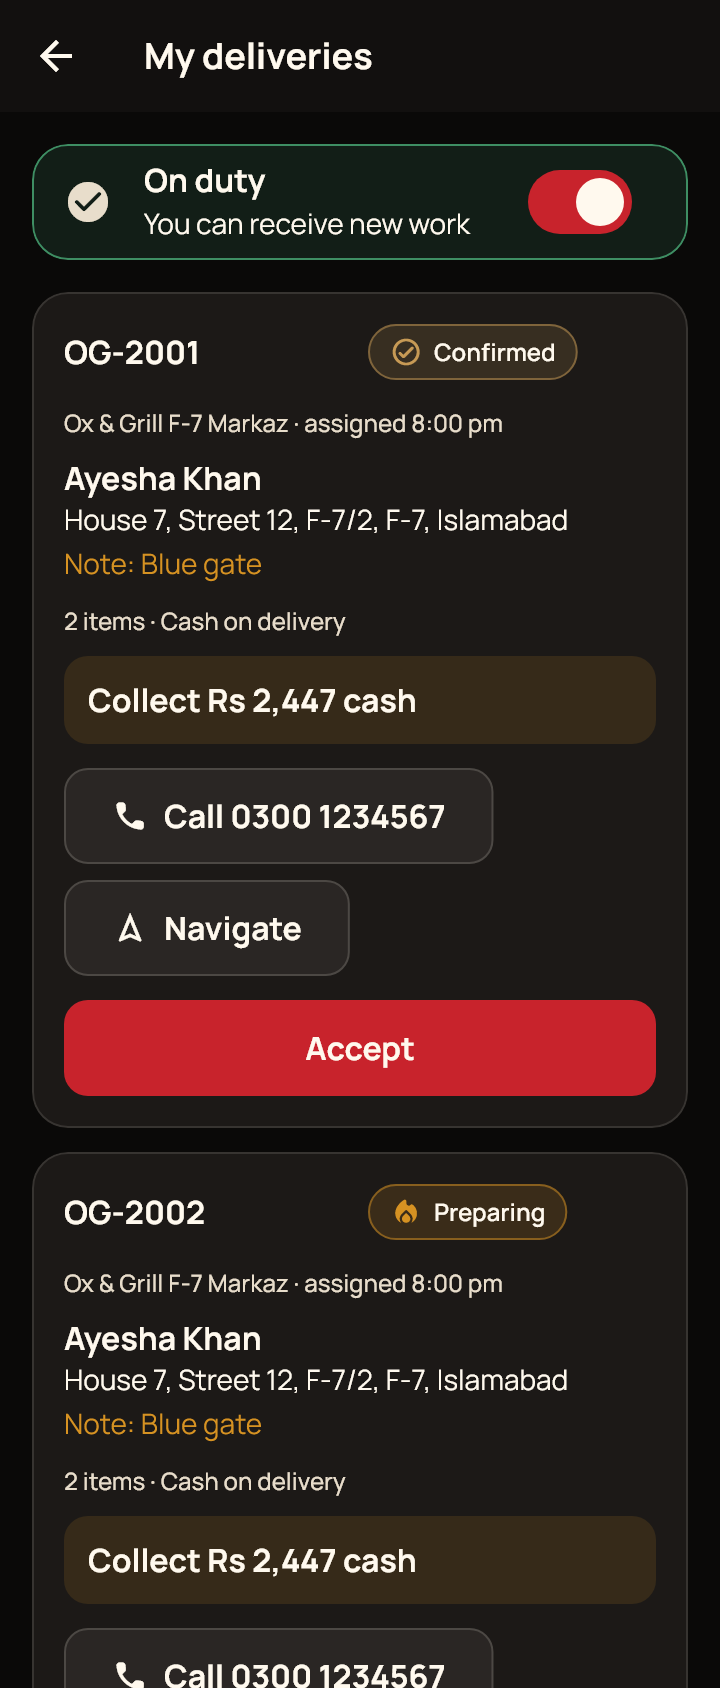 My deliveries
On duty
You can receive new work
OG-2001
Confirmed
Ox & Grill F-7 Markaz · assigned 8:00 pm
Ayesha Khan
House 7, Street 12, F-7/2, F-7, Islamabad
Note: Blue gate
2 items · Cash on delivery
Collect Rs 2,447 cash
Call 0300 1234567
Navigate
Accept
OG-2002
Preparing
Ox & Grill F-7 Markaz · assigned 8:00 pm
Ayesha Khan
House 7, Street 12, F-7/2, F-7, Islamabad
Note: Blue gate
2 items · Cash on delivery
Collect Rs 2,447 cash
Call 0300 1234567